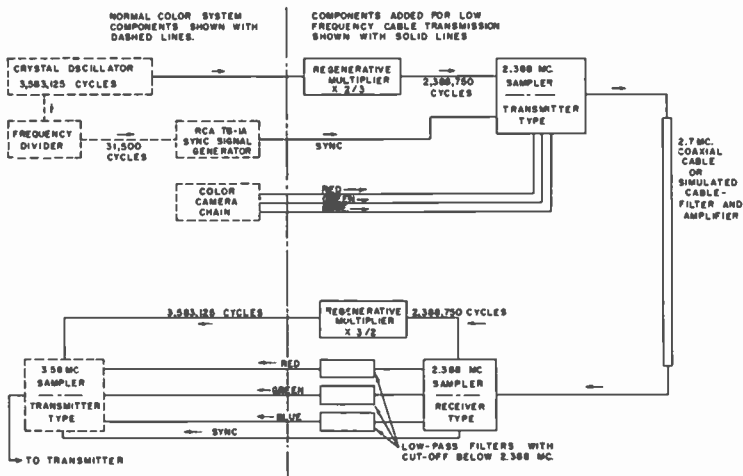 NORMAL COLOR SYSTEM
COMPONENTS SHOWN WITH
DASHED LINES.
COMPONENTS ADDED FOR LOW
FREQUENCY CABLE TRANSMISSION
SHOWN WITH SOLID LINES
CRYSTAL OSCILLATOR
3,583,125 CYCLES
REGENERATIVE
MULTIPLIER
X 2/3
2,388,750
CYCLES
2.388 MC.
SAMPLER
TRANSMITTER
TYPE
FREQUENCY
DIVIDER
31,500
CYCLES
RCA TB-1A
SYNC SIGNAL
GENERATOR
SYNC
2.7 MC.
COAXIAL
CABLE
OR
SIMULATED
CABLE-
FILTER AND
AMPLIFIER
COLOR
CAMERA
CHAIN
RED
GREEN
3,583,125 CYCLES
REGENERATIVE
MULTIPLIER
X 3/2
2,388,750 CYCLES
3.58 MC
SAMPLER
TRANSMITTER
TYPE
RED
GREEN
BLUE
SYNC
2.388 MC.
SAMPLER
RECEIVER
TYPE
TO TRANSMITTER
LOW-PASS FILTERS WITH
CUT-OFF BELOW 2.388 MC.